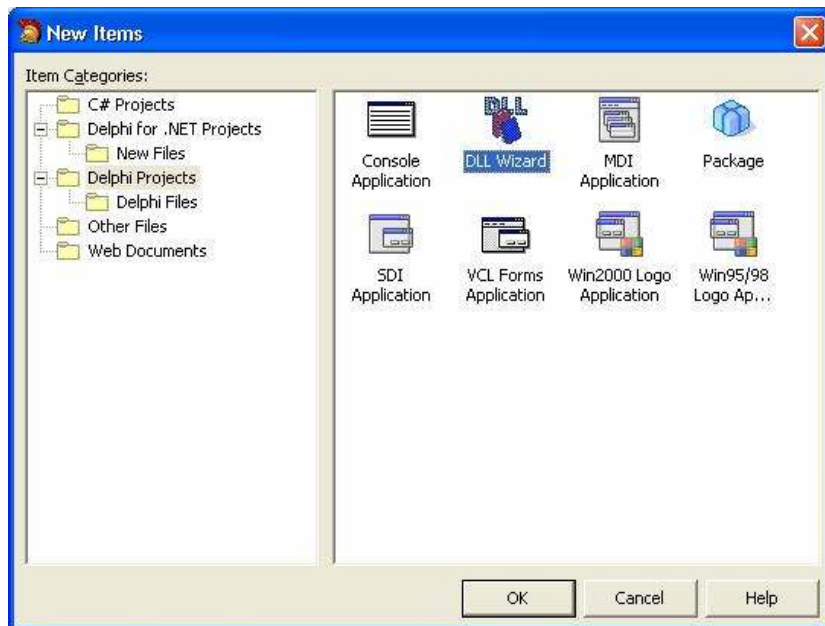 New Items
Item Categories:
C# Projects
Delphi for .NET Projects
New Files
Delphi Projects
Delphi Files
Other Files
Web Documents
DLL
Console
Application
DLL Wizard
MDI
Application
Package
SDI
Application
VCL Forms
Application
Win2000 Logo
Application
Win95/98
Logo Ap...
OK
Cancel
Help